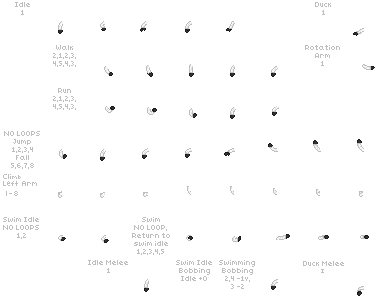 Idle
1
Duck
1
Walk
2,1,2,3,
4,5,4,3,
Rotation
Arm
1
Run
2,1,2,3,
4,5,4,3,
NO LOOPS
Jump
1,2,3,4
Fall
5,6,7,8
Climb
Left Arm
1-8
Swim Idle
NO LOOPS
1,2
Swim
NO LOOP,
Return to
swim idle
1,2,3,4,5
Idle Melee
1
Swim Idle
Bobbing
Idle +0
Swimming
Bobbing
2,4 -1v,
3 -2
Duck Melee
1